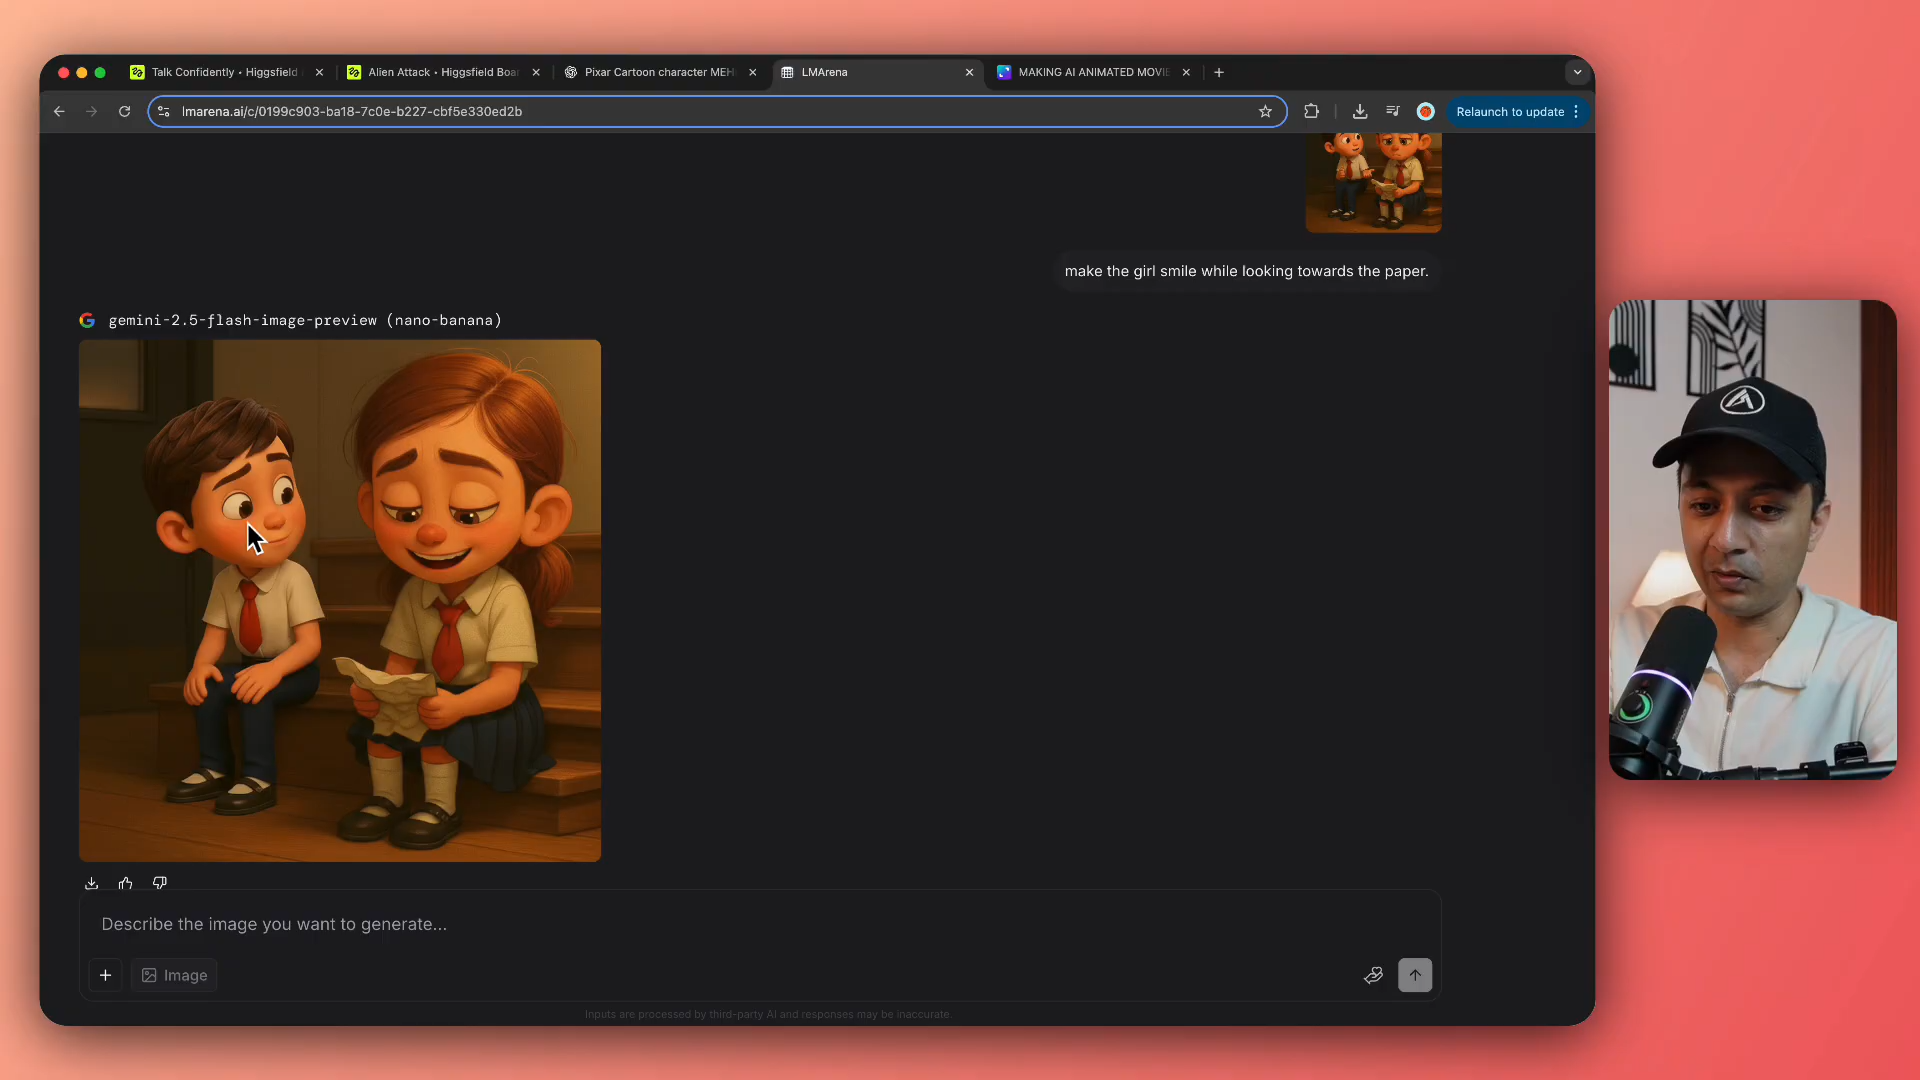 Talk Confidently • Higgsfield
Alien Attack • Higgsfield Boar
Pixar Cartoon character MEH
LMArena
MAKING AI ANIMATED MOVIE
lmarena.ai/c/0199c903-ba18-7c0e-b227-cbf5e330ed2b
Relaunch to update
make the girl smile while looking towards the paper.
gemini-2.5-flash-image-preview (nano-banana)
Describe the image you want to generate...
Image
Inputs are processed by third-party AI and responses may be inaccurate.